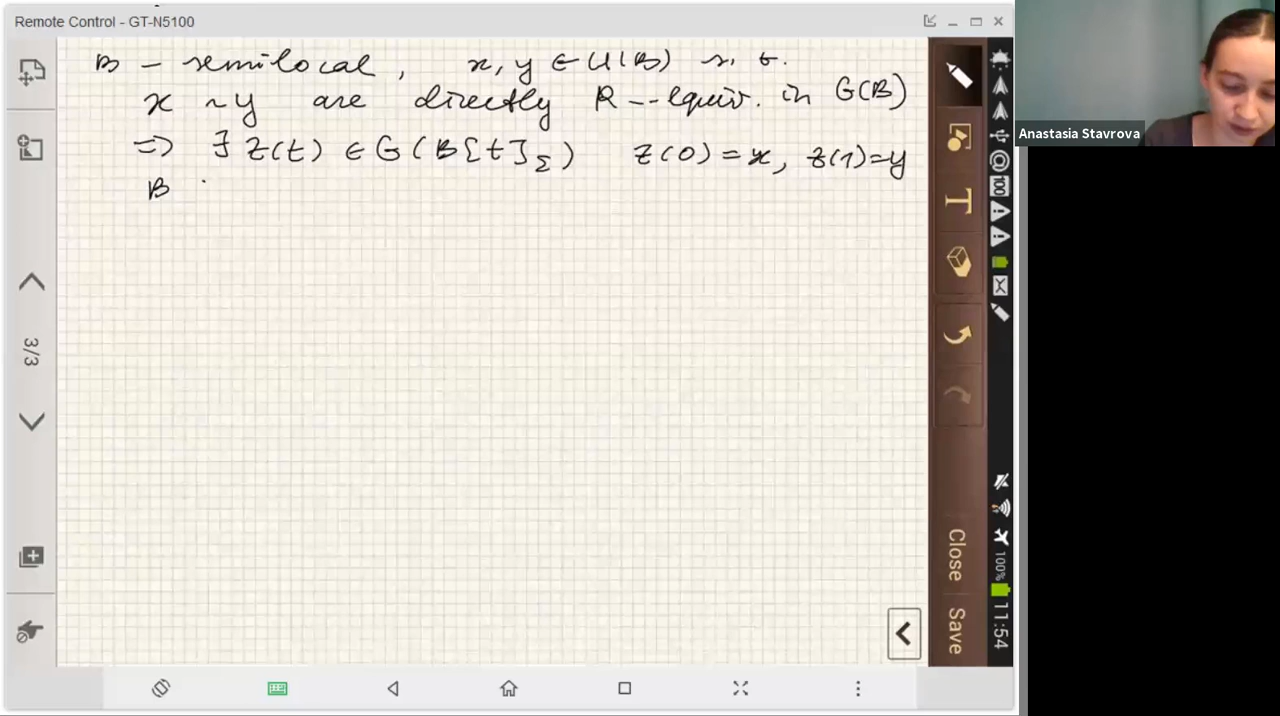 Remote Control - GT-N5100
B – semilocal, x, y ∈ U(B) s. t.
x ~ y are directly R--equiv. in G(B)
=> ∃ z(t) ∈ G(B[t]_Σ) z(0) = x, z(1) = y
B
3/3
Close
Save
100%
11:54
Anastasia Stavrova